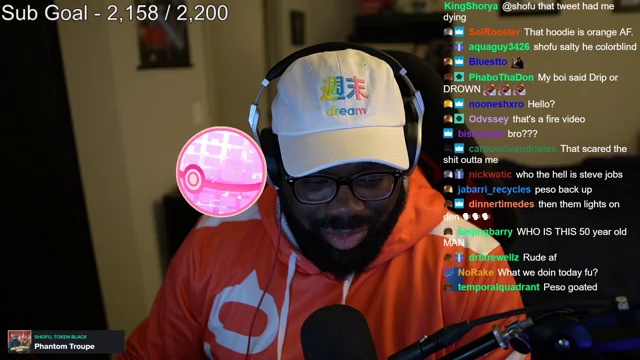 Sub Goal - 2,158 / 2,200
週末
dream
KingShorya @shofu that tweet had me
dying
SolRooster That hoodie is orange AF.
aquaguy3426 shofu salty he colorblind
Bluestto
PhaboThaDon My boi said Drip or
DROWN
nooneshxro Hello?
Odvssey that's a fire video
bro???
carbuncleandoates That scared the
shit outta me
nickwatic who the hell is steve jobs
jabarri_recycles peso back up
dinnertimedes then them lights on
den
beijingbarry WHO IS THIS 50 year old
MAN
drfarewellz Rude af
NoRake What we doin today fu?
temporalquadrant Peso goated
SHOFU, TOKEN BLACK
Phantom Troupe